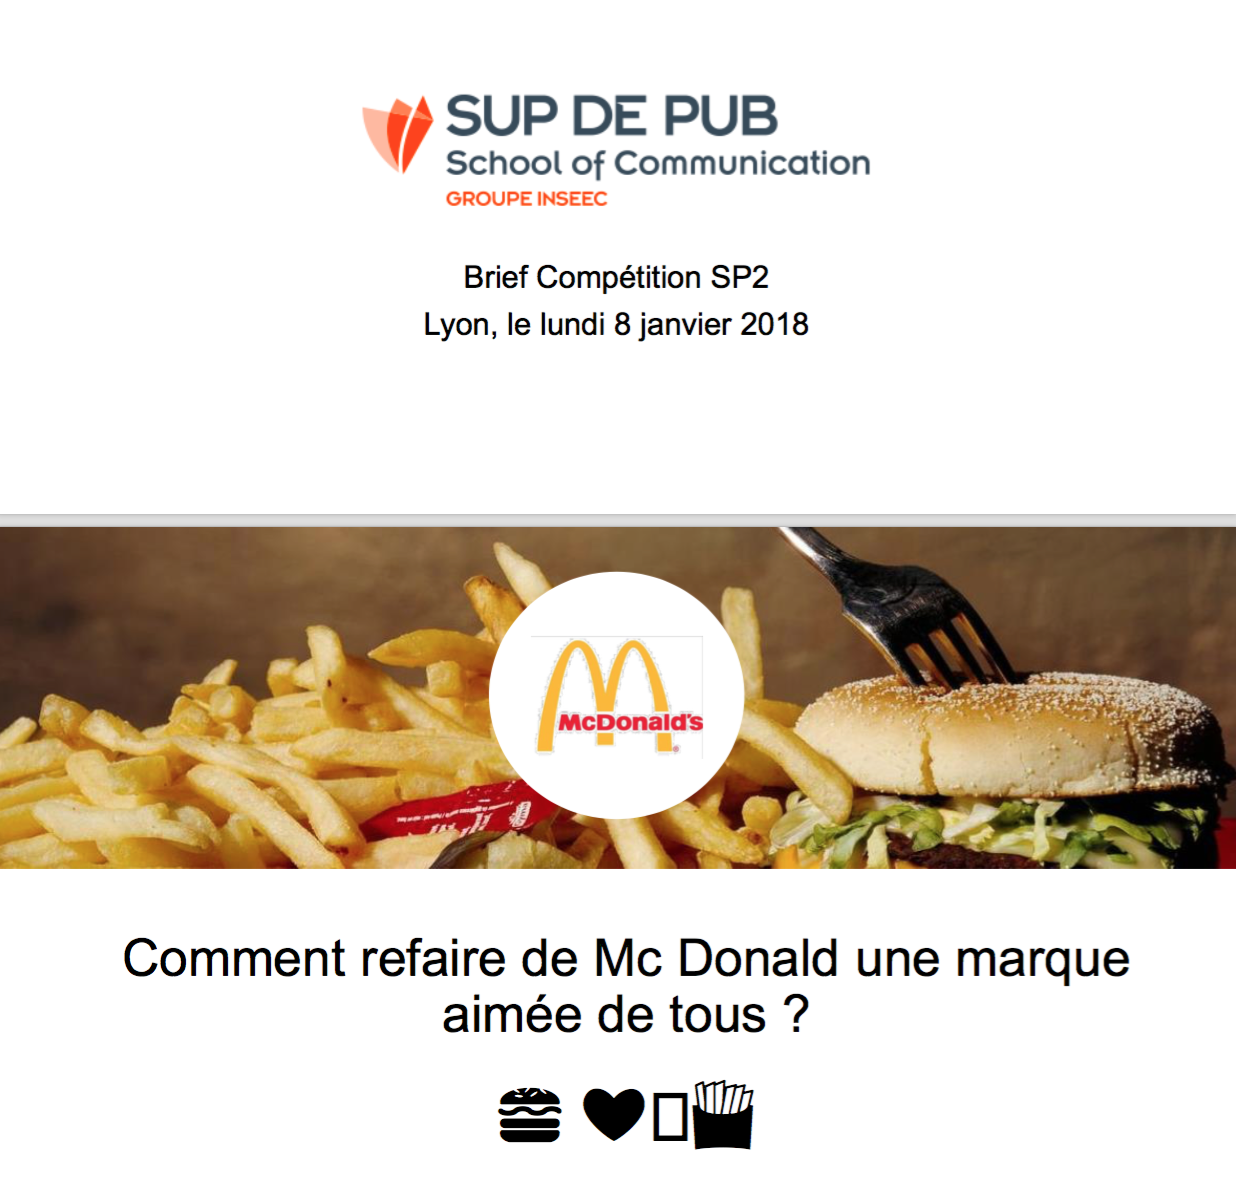 SUP DE PUB
School of Communication
GROUPE INSEEC
Brief Compétition SP2
Lyon, le lundi 8 janvier 2018
McDonald's
®
Comment refaire de Mc Donald une marque
aimée de tous ?